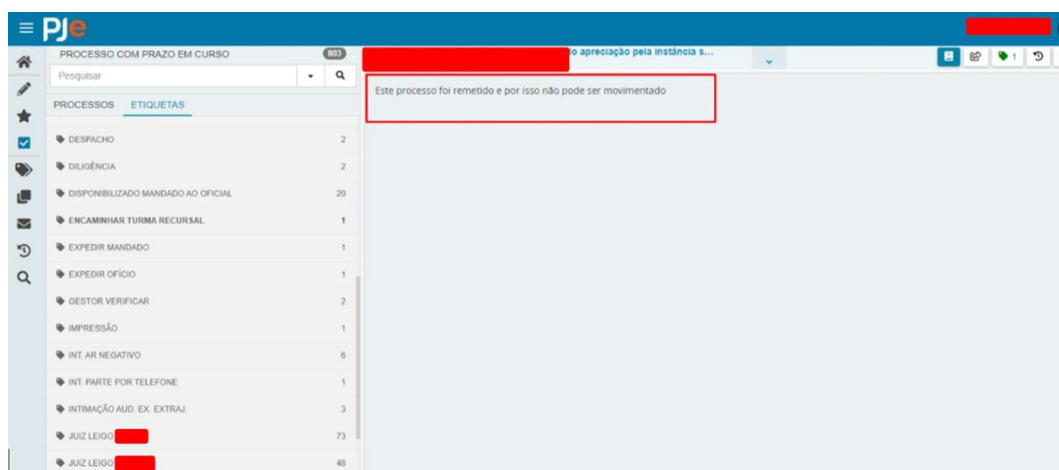 PJe
PROCESSO COM PRAZO EM CURSO 803
Pesquisar
PROCESSOS ETIQUETAS
DESPACHO 2
DILIGÊNCIA 2
DISPONIBILIZADO MANDADO AO OFICIAL 20
ENCAMINHAR TURMA RECURSAL 1
EXPEDIR MANDADO 1
EXPEDIR OFÍCIO 1
GESTOR VERIFICAR 2
IMPRESSÃO 1
INT. AR NEGATIVO 6
INT. PARTE POR TELEFONE 1
INTIMAÇÃO AUD. EX. EXTRAJ. 3
JUIZ LEIGO 73
JUIZ LEIGO 48
apreciação pela instância s...
1
Este processo foi remetido e por isso não pode ser movimentado